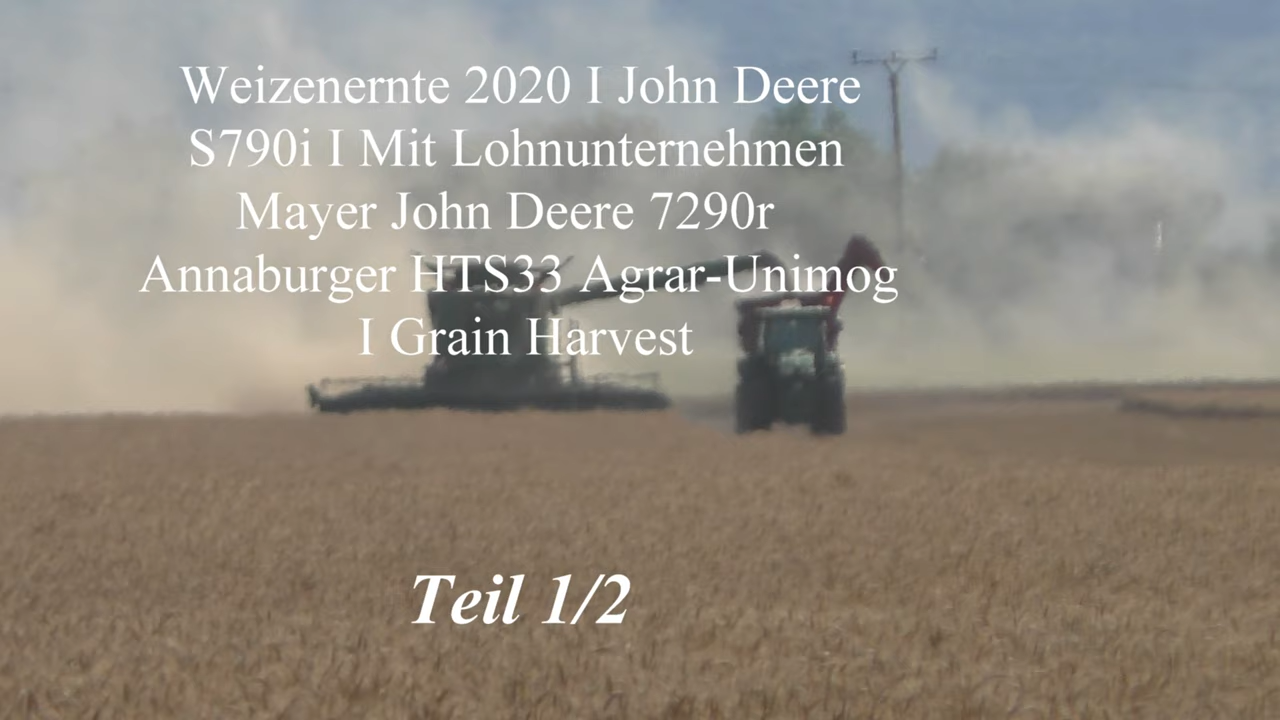 Weizenernte 2020 I John Deere
S790i I Mit Lohnunternehmen
Mayer John Deere 7290r
Annaburger HTS33 Agrar-Unimog
I Grain Harvest
Teil 1/2